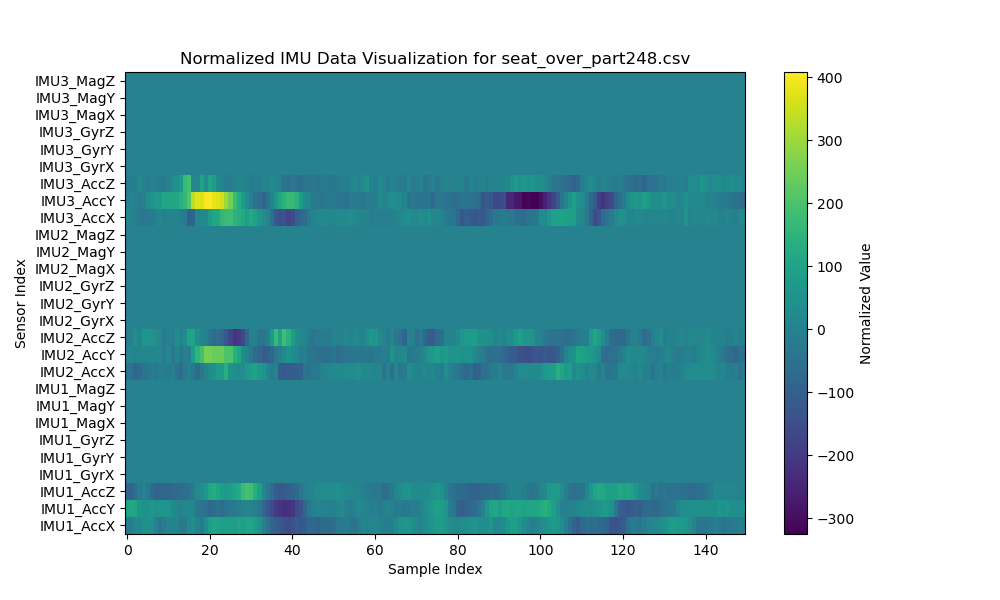 Normalized IMU Data Visualization for seat_over_part248.csv
Sensor Index
IMU3_MagZ
IMU3_MagY
IMU3_MagX
IMU3_GyrZ
IMU3_GyrY
IMU3_GyrX
IMU3_AccZ
IMU3_AccY
IMU3_AccX
IMU2_MagZ
IMU2_MagY
IMU2_MagX
IMU2_GyrZ
IMU2_GyrY
IMU2_GyrX
IMU2_AccZ
IMU2_AccY
IMU2_AccX
IMU1_MagZ
IMU1_MagY
IMU1_MagX
IMU1_GyrZ
IMU1_GyrY
IMU1_GyrX
IMU1_AccZ
IMU1_AccY
IMU1_AccX
0 20 40 60 80 100 120 140
Sample Index
400
300
200
100
0
−100
−200
−300
Normalized Value